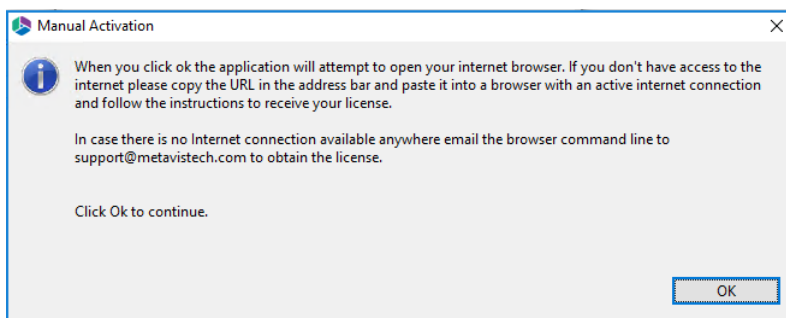 Manual Activation
When you click ok the application will attempt to open your internet browser. If you don't have access to the
internet please copy the URL in the address bar and paste it into a browser with an active internet connection
and follow the instructions to receive your license.
In case there is no Internet connection available anywhere email the browser command line to
support@metavistech.com to obtain the license.
Click Ok to continue.
OK